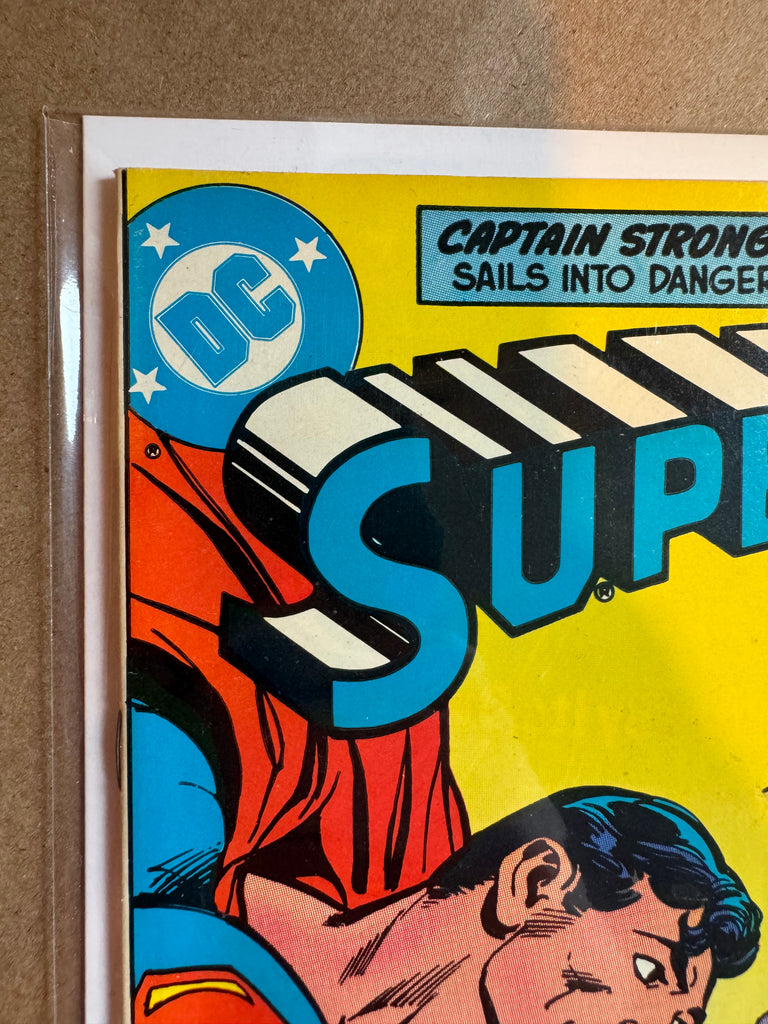 DC
CAPTAIN STRONG
SAILS INTO DANGER
®
SUPE
®